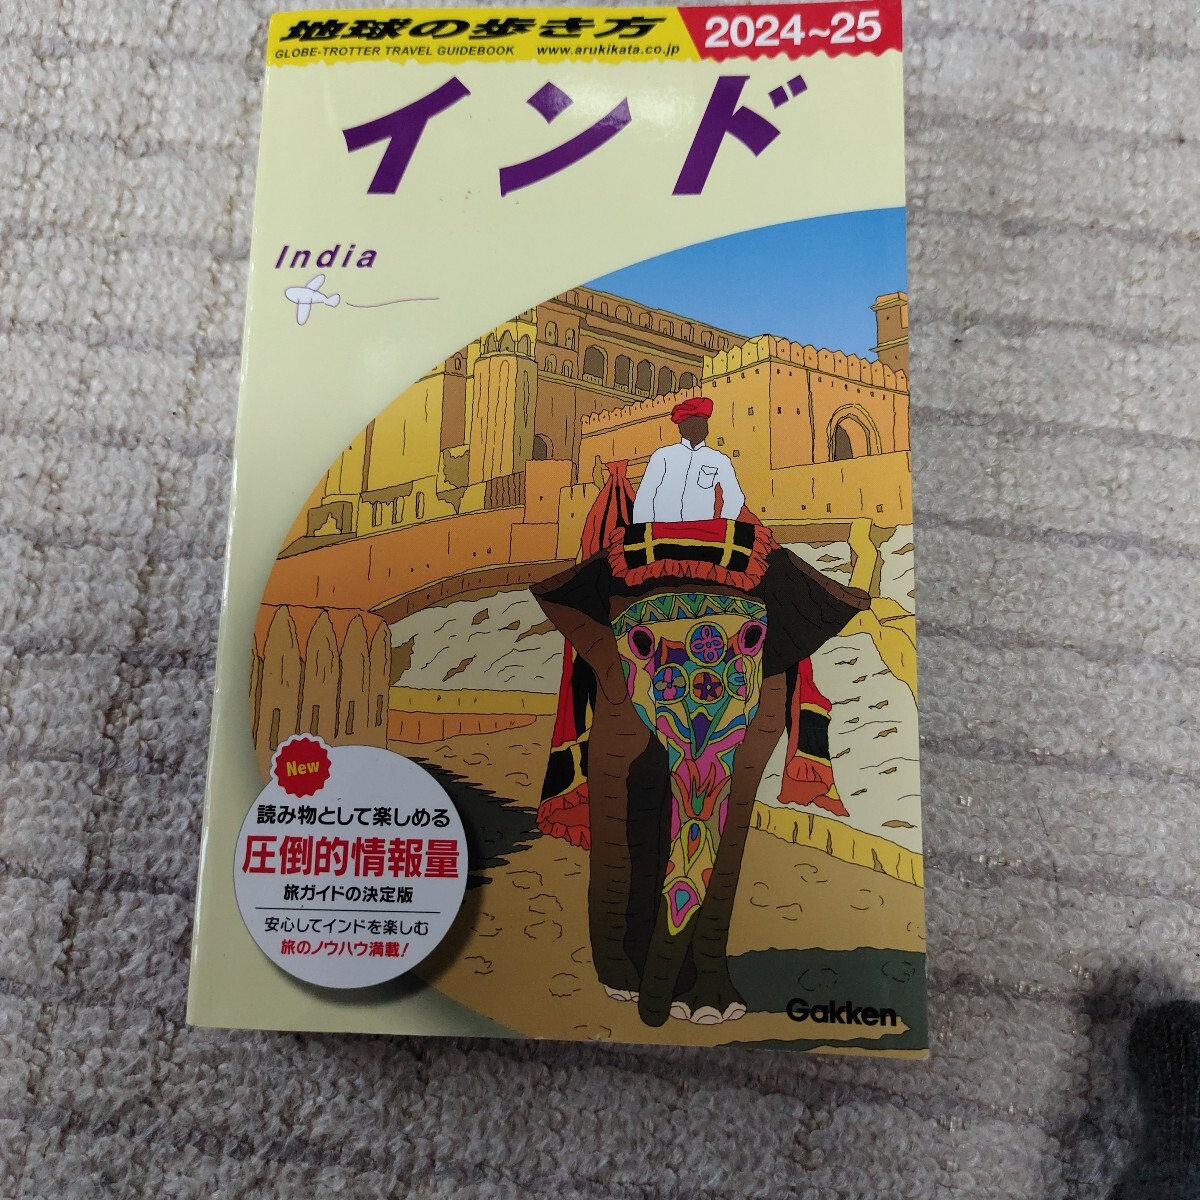 地球の歩き方
GLOBE-TROTTER TRAVEL GUIDEBOOK www.arukikata.co.jp
2024~25
インド
India
New
読み物として楽しめる
圧倒的情報量
旅ガイドの決定版
安心してインドを楽しむ
旅のノウハウ満載!
Gakken